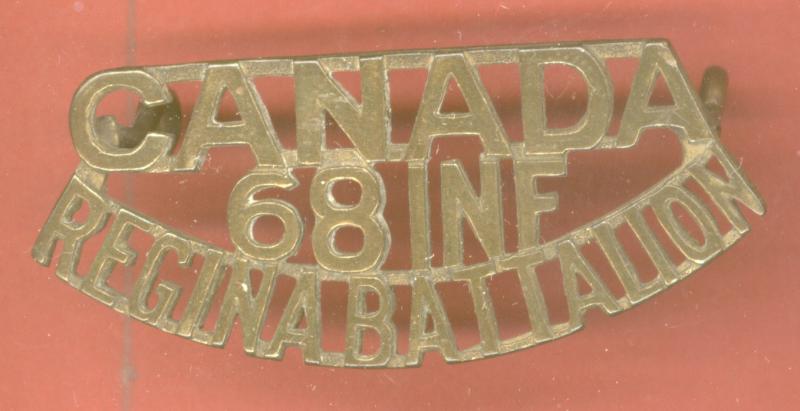 CANADA
68 INF
REGINA BATTALION